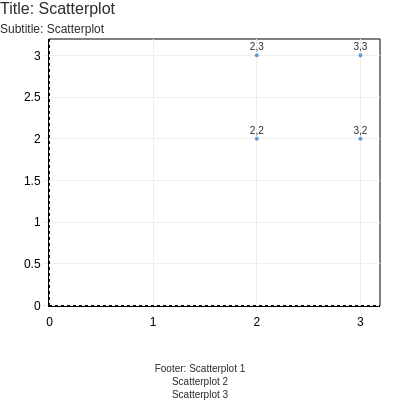 Title: Scatterplot
Subtitle: Scatterplot
3
2,3
3,3
2.5
2
2,2
3,2
1.5
1
0.5
0
0 1 2 3
Footer: Scatterplot 1
Scatterplot 2
Scatterplot 3